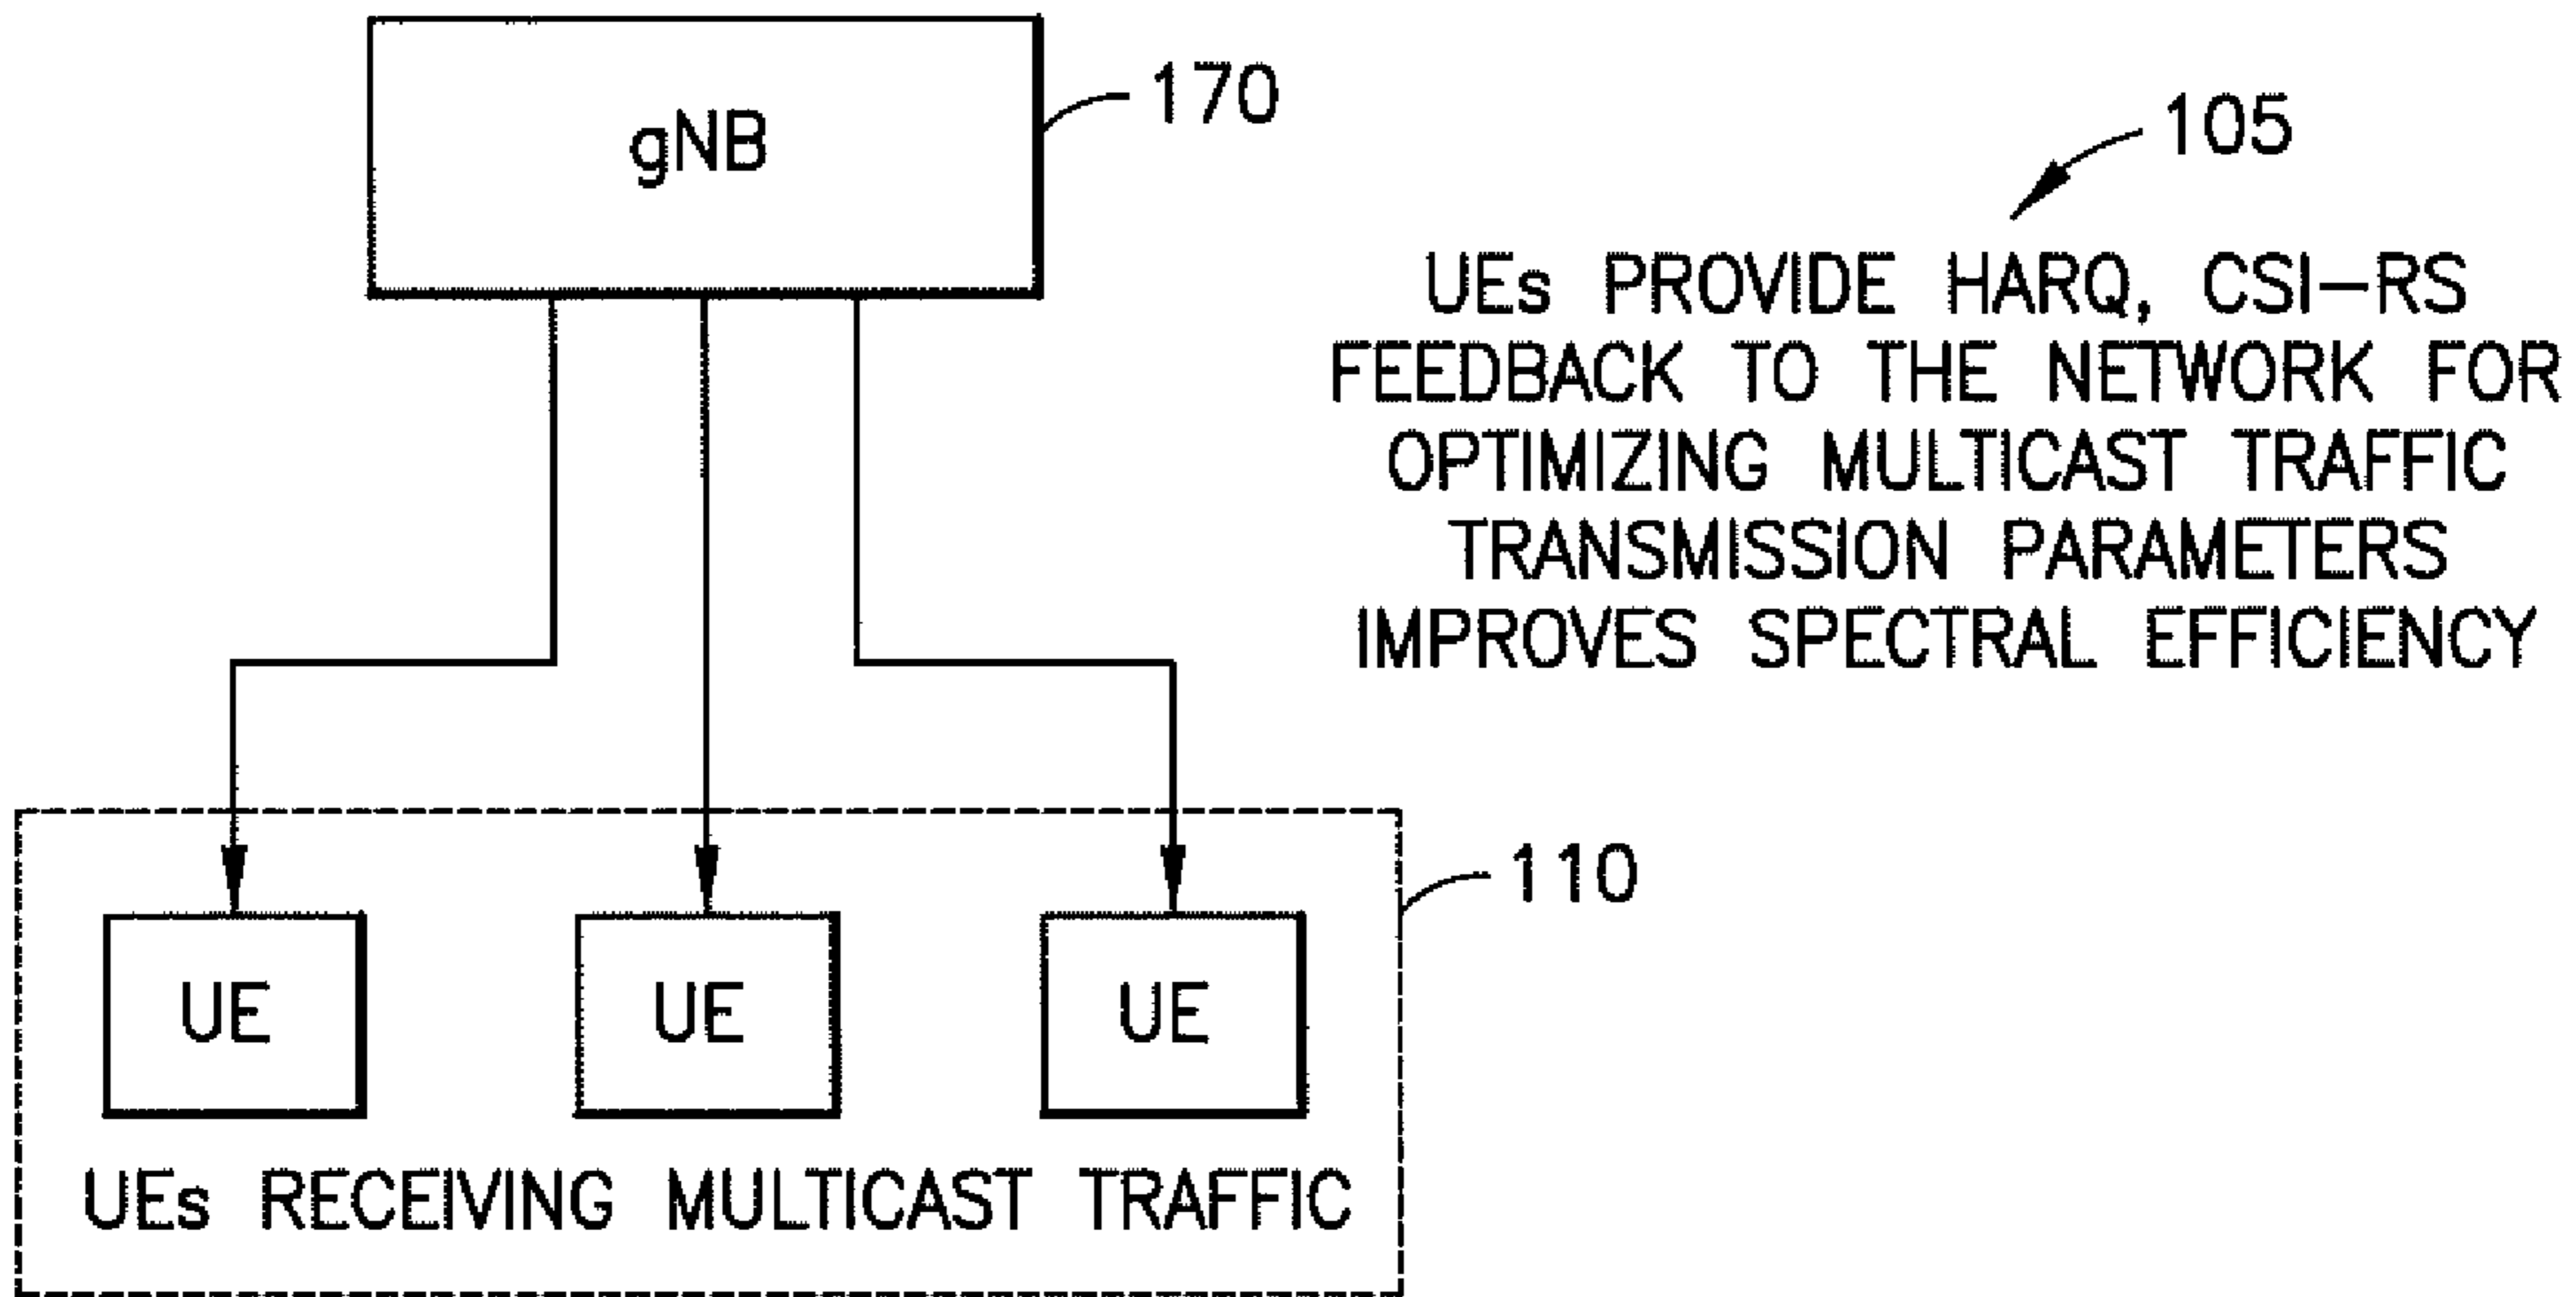 gNB
170
105
UEs PROVIDE HARQ, CSI-RS
FEEDBACK TO THE NETWORK FOR
OPTIMIZING MULTICAST TRAFFIC
TRANSMISSION PARAMETERS
IMPROVES SPECTRAL EFFICIENCY
110
UE UE UE
UEs RECEIVING MULTICAST TRAFFIC